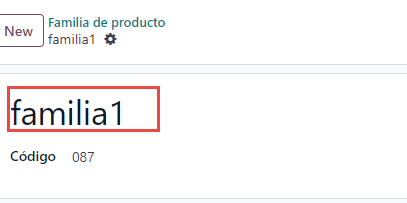 New
Familia de producto
familia1
familia1
Código 087